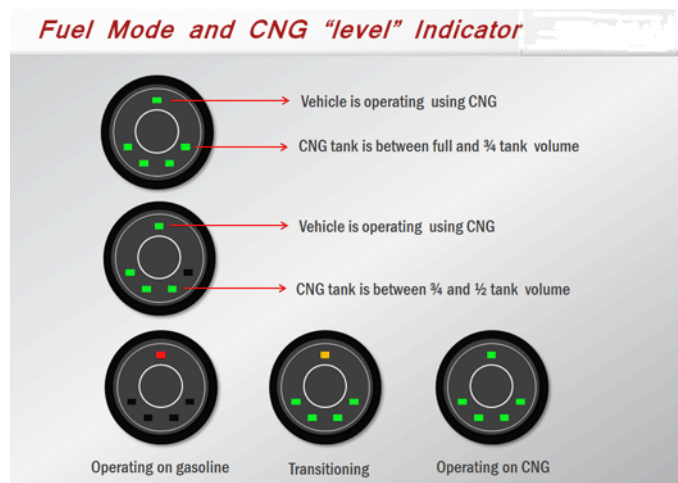 Fuel Mode and CNG “level” Indicator
Vehicle is operating using CNG
CNG tank is between full and ¾ tank volume
Vehicle is operating using CNG
CNG tank is between ¾ and ½ tank volume
Operating on gasoline
Transitioning
Operating on CNG